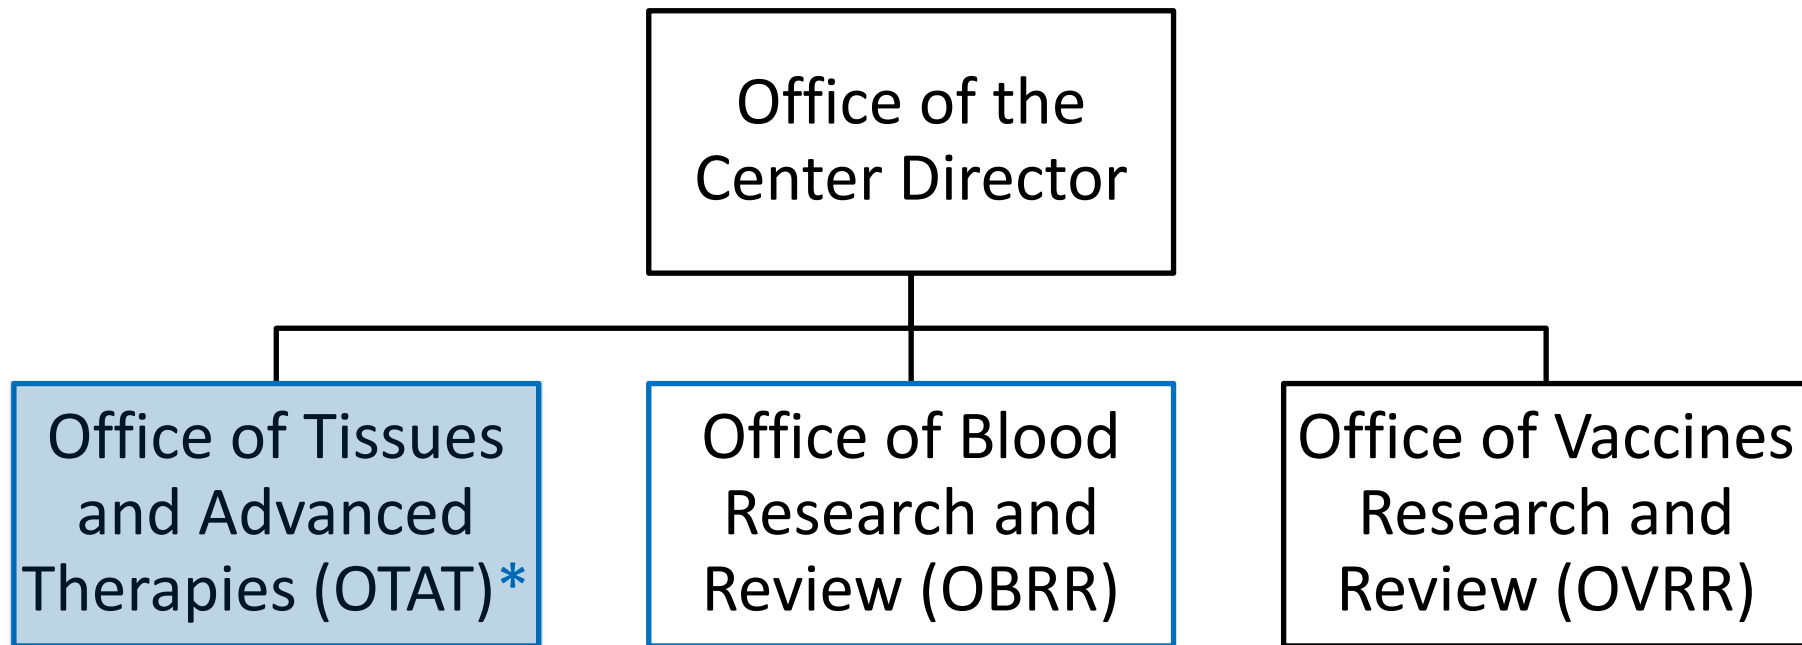 Office of the
Center Director
Office of Tissues
and Advanced
Therapies (OTAT)*
Office of Blood
Research and
Review (OBRR)
Office of Vaccines
Research and
Review (OVRR)